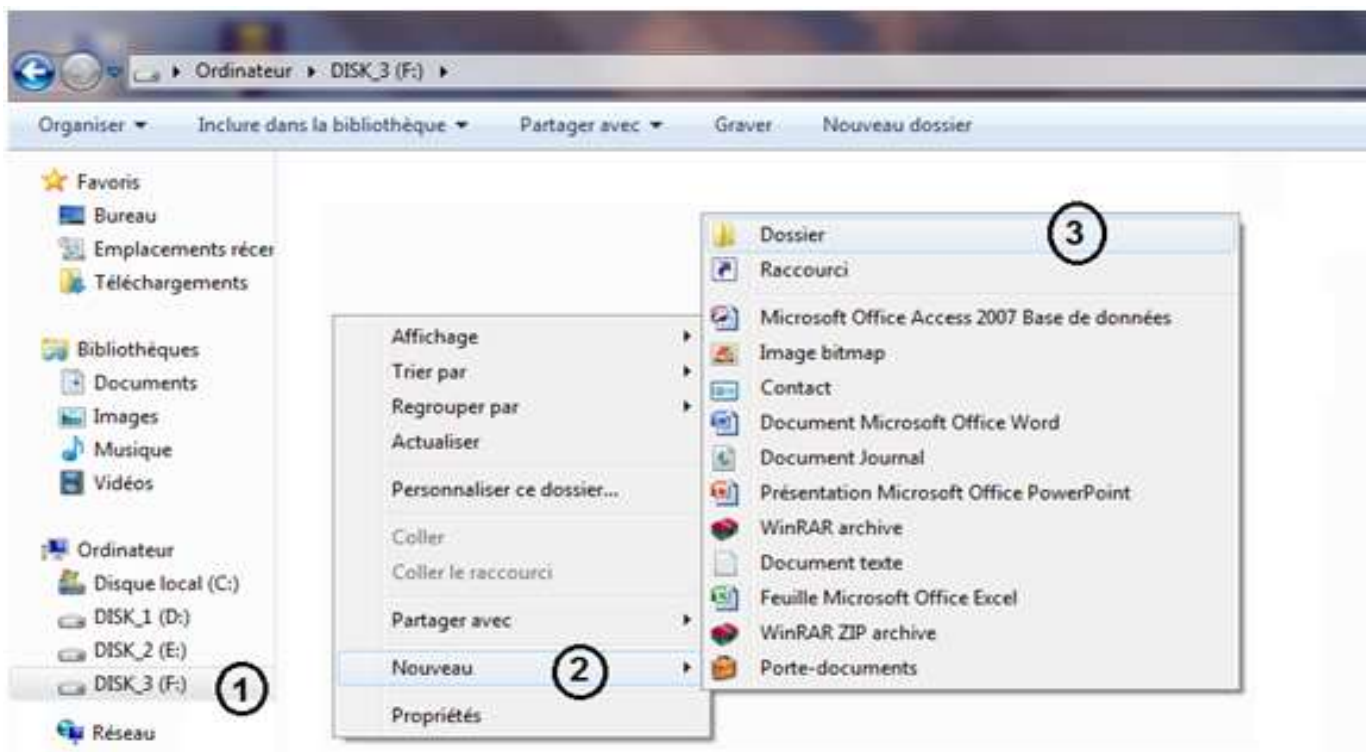 Ordinateur DISK_3 (F:)
Organiser Inclure dans la bibliothèque Partager avec Graver Nouveau dossier
Favoris
Bureau
Emplacements récer
Téléchargements
Bibliothèques
Documents
Images
Musique
Vidéos
Ordinateur
Disque local (C:)
DISK_1 (D:)
DISK_2 (E:)
DISK_3 (F:) 1
Réseau
Affichage
Trier par
Regrouper par
Actualiser
Personnaliser ce dossier...
Coller
Coller le raccourci
Partager avec
Nouveau 2
Propriétés
Dossier 3
Raccourci
Microsoft Office Access 2007 Base de données
Image bitmap
Contact
Document Microsoft Office Word
Document Journal
Présentation Microsoft Office PowerPoint
WinRAR archive
Document texte
Feuille Microsoft Office Excel
WinRAR ZIP archive
Porte-documents